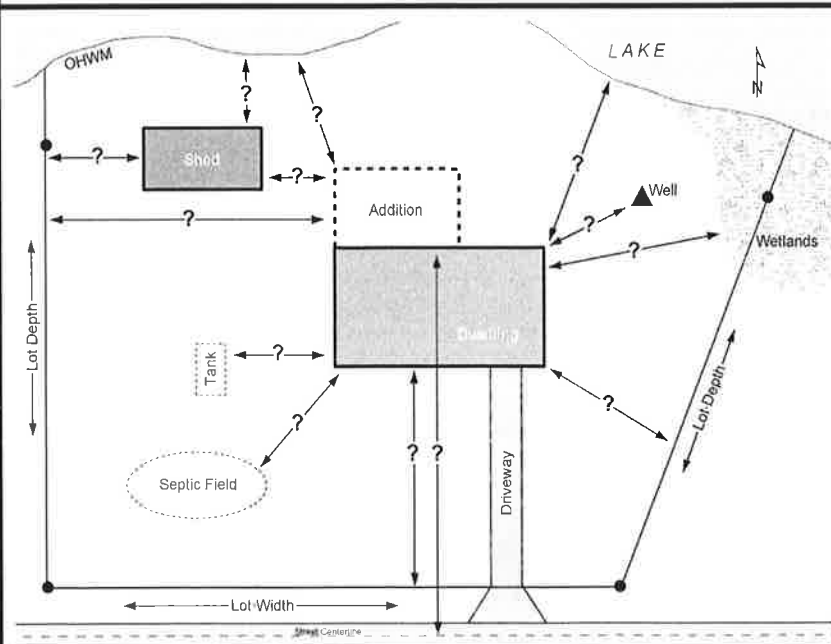 OHWM
LAKE
N
?
?
Shed
?
?
?
Well
?
Addition
?
?
Wetlands
Lot Depth
Dwelling
Tank
?
?
?
Lot Depth
?
?
Septic Field
Driveway
Lot Width
Street Centerline